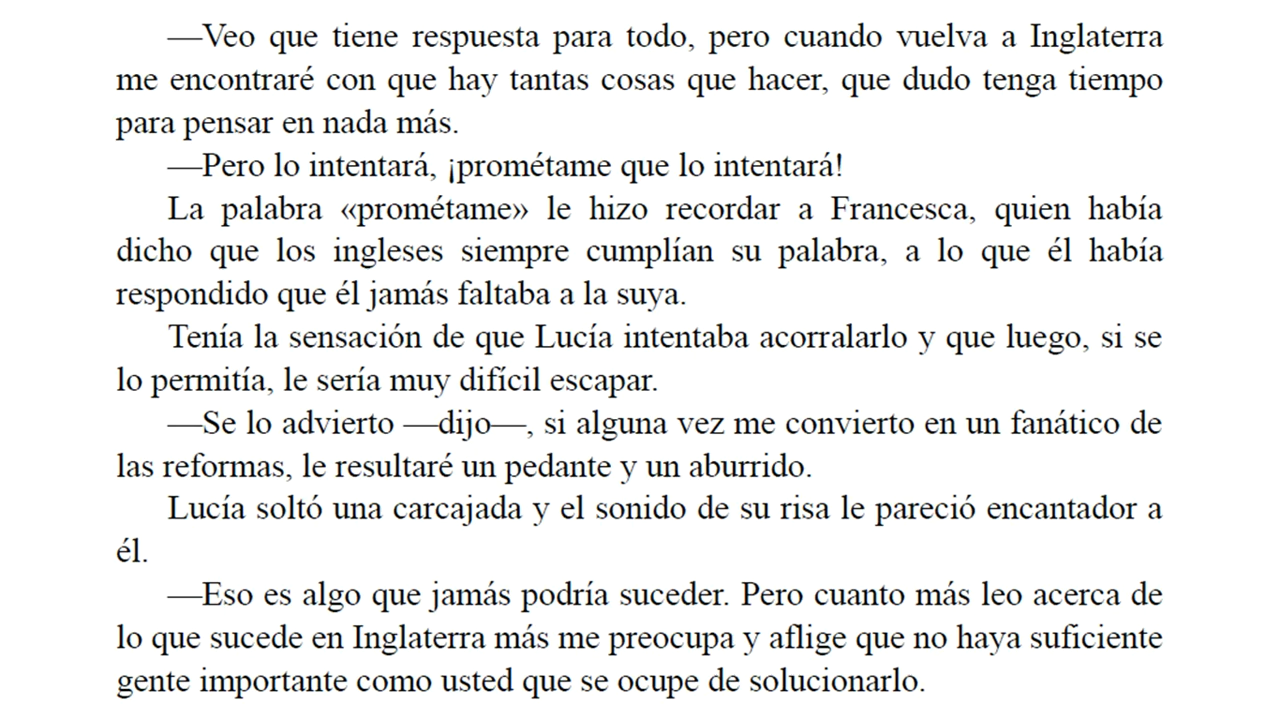 —Veo que tiene respuesta para todo, pero cuando vuelva a Inglaterra
me encontraré con que hay tantas cosas que hacer, que dudo tenga tiempo
para pensar en nada más.
—Pero lo intentará, ¡prométame que lo intentará!
La palabra «prométame» le hizo recordar a Francesca, quien había
dicho que los ingleses siempre cumplían su palabra, a lo que él había
respondido que él jamás faltaba a la suya.
Tenía la sensación de que Lucía intentaba acorralarlo y que luego, si se
lo permitía, le sería muy difícil escapar.
—Se lo advierto —dijo—, si alguna vez me convierto en un fanático de
las reformas, le resultaré un pedante y un aburrido.
Lucía soltó una carcajada y el sonido de su risa le pareció encantador a
él.
—Eso es algo que jamás podría suceder. Pero cuanto más leo acerca de
lo que sucede en Inglaterra más me preocupa y aflige que no haya suficiente
gente importante como usted que se ocupe de solucionarlo.